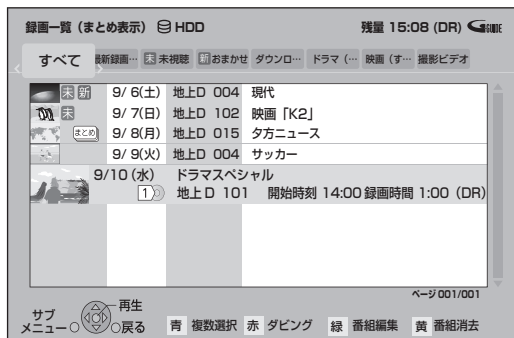 録画一覧（まとめ表示） HDD 残量 15:08 (DR) GGUIDE
すべて 最新録画… 未 未視聴 新 おまかせ ダウンロ… ドラマ (… 映画 (す… 撮影ビデオ
未 新 9/ 6(土) 地上D 004 現代
未 9/ 7(日) 地上D 102 映画「K2」
まとめ 9/ 8(月) 地上D 015 夕方ニュース
9/ 9(火) 地上D 004 サッカー
9/10 (水) ドラマスペシャル
1 地上D 101 開始時刻 14:00 録画時間 1:00 (DR)
ページ 001/001
サブメニュー 再生 戻る 青 複数選択 赤 ダビング 緑 番組編集 黄 番組消去